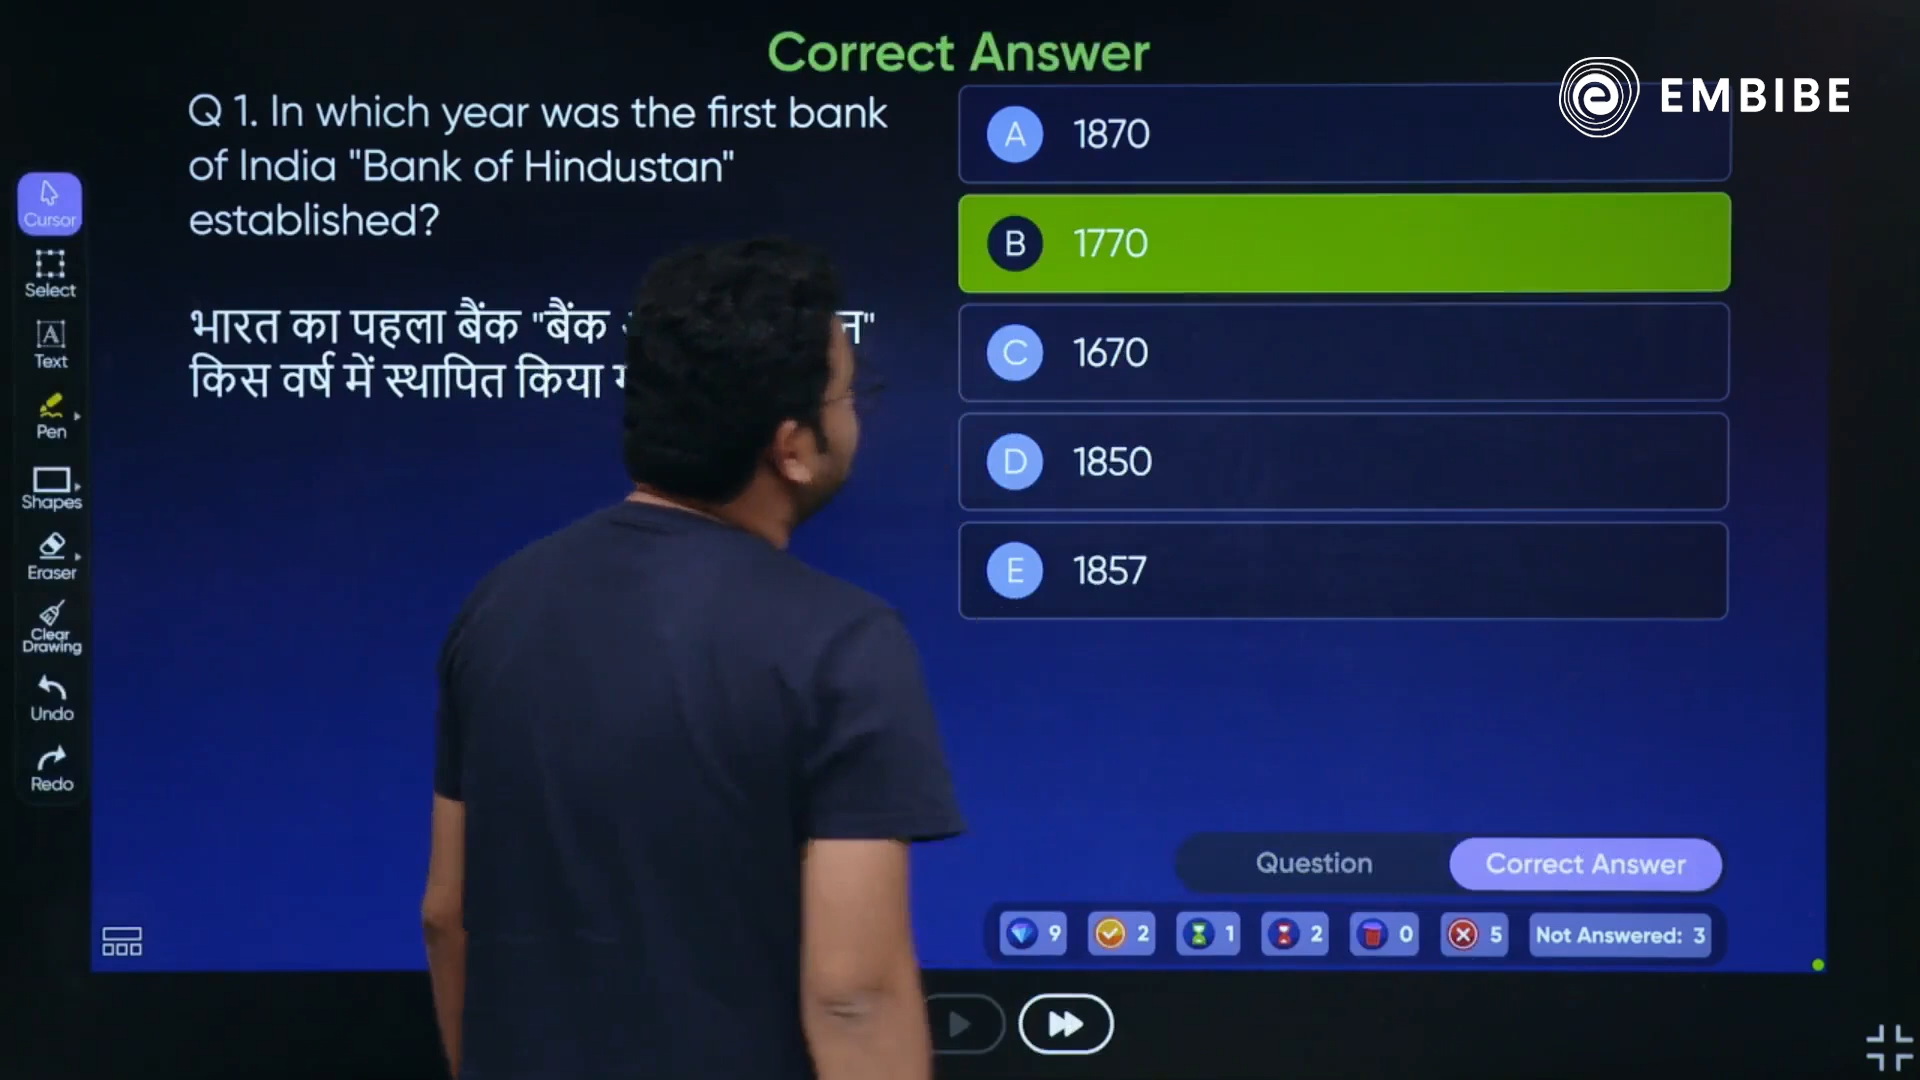 Correct Answer
EMBIBE
Q 1. In which year was the first bank
of India "Bank of Hindustan"
established?
भारत का पहला बैंक "बैंक
किस वर्ष में स्थापित किया
A 1870
B 1770
C 1670
D 1850
E 1857
Cursor
Select
Text
Pen
Shapes
Eraser
Clear
Drawing
Undo
Redo
Question
Correct Answer
9
2
1
2
0
5
Not Answered: 3